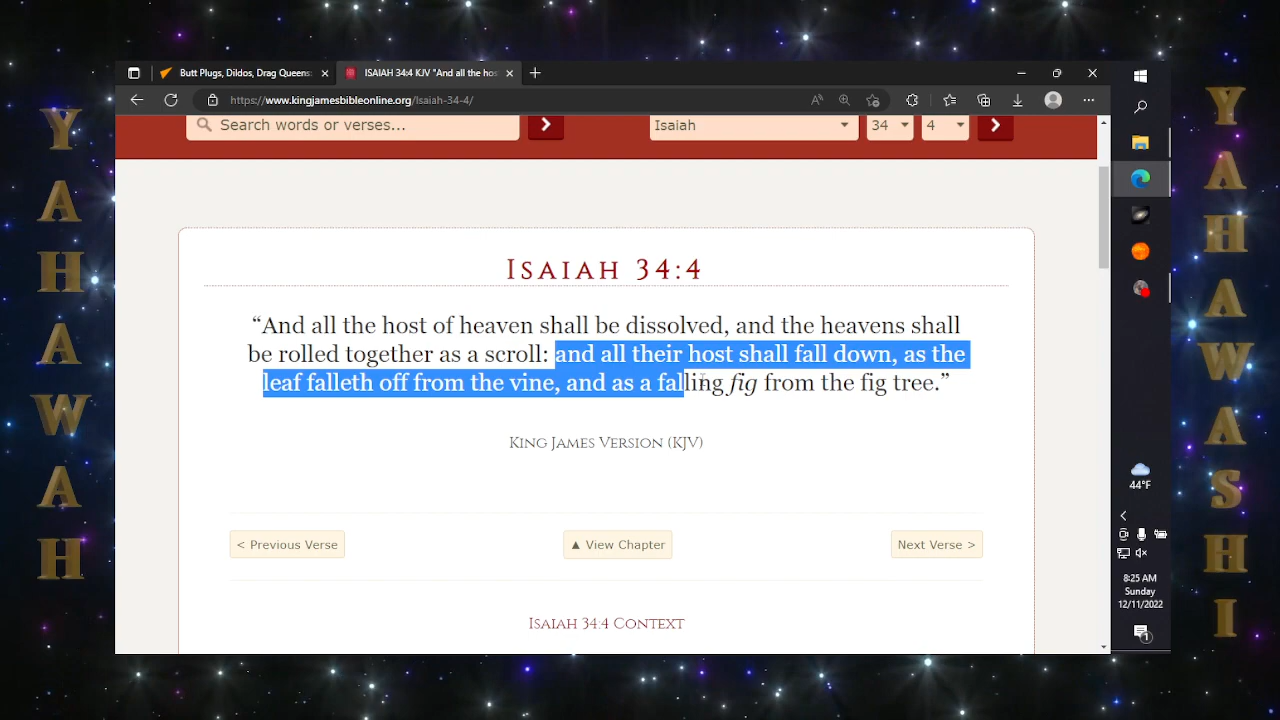 YAHAWAH
Butt Plugs, Dildos, Drag Queens:
ISAIAH 34:4 KJV "And all the hos
https://www.kingjamesbibleonline.org/Isaiah-34-4/
Search words or verses...
Isaiah
34
4
ISAIAH 34:4
“And all the host of heaven shall be dissolved, and the heavens shall
be rolled together as a scroll: and all their host shall fall down, as the
leaf falleth off from the vine, and as a falling fig from the fig tree.”
KING JAMES VERSION (KJV)
< Previous Verse
▲ View Chapter
Next Verse >
ISAIAH 34:4 CONTEXT
44°F
8:25 AM
Sunday
12/11/2022
1
YAHAWASHI